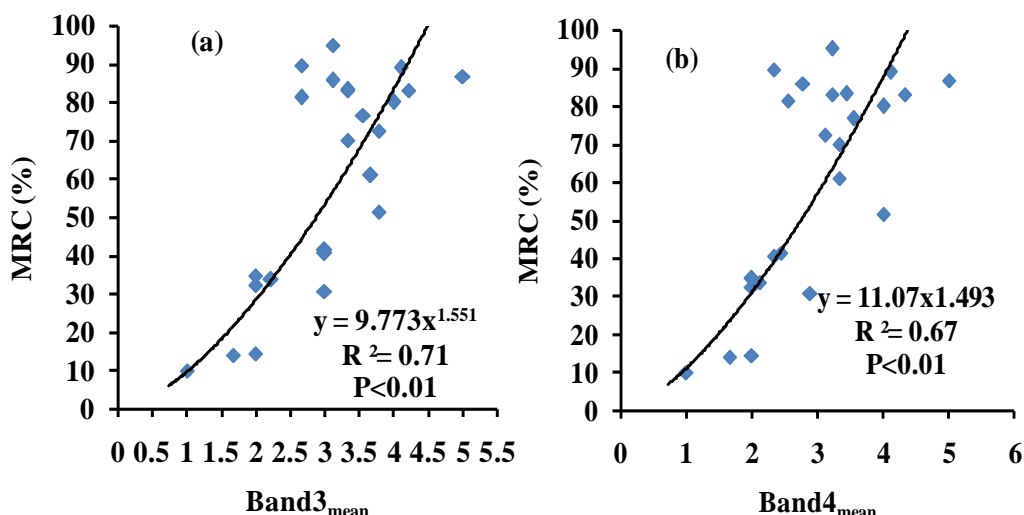 (a)
MRC (%)
100
90
80
70
60
50
40
30
20
10
0
y = 9.773x^1.551
R ²= 0.71
P<0.01
0 0.5 1 1.5 2 2.5 3 3.5 4 4.5 5 5.5
Band3mean
(b)
MRC (%)
100
90
80
70
60
50
40
30
20
10
0
y = 11.07x1.493
R ²= 0.67
P<0.01
0 1 2 3 4 5 6
Band4mean